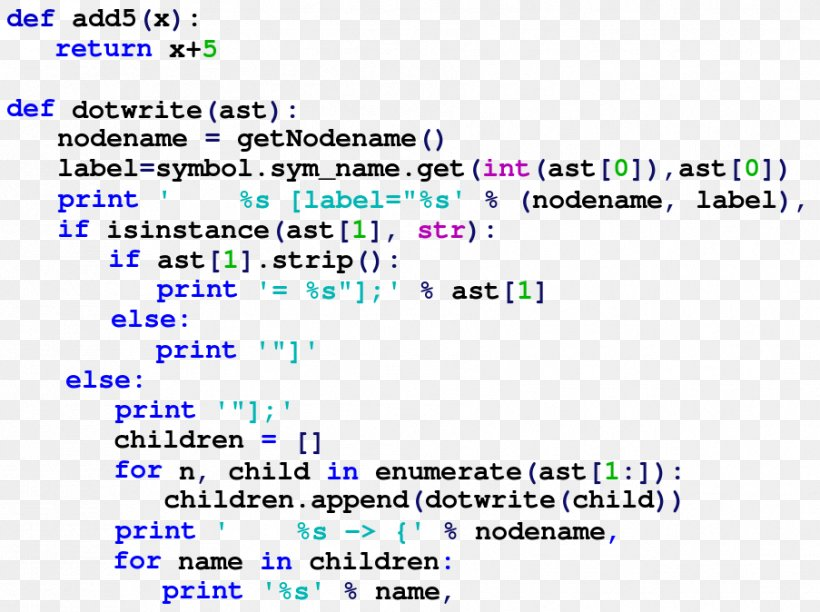 def add5(x):
    return x+5
def dotwrite(ast):
    nodename = getNodename()
    label=symbol.sym_name.get(int(ast[0]),ast[0])
    print '    %s [label="%s' % (nodename, label),
    if isinstance(ast[1], str):
        if ast[1].strip():
            print '= %s"];' % ast[1]
        else:
            print '"]'
    else:
        print '"];'
        children = []
        for n, child in enumerate(ast[1:]):
            children.append(dotwrite(child))
        print '    %s -> {' % nodename,
        for name in children:
            print '%s' % name,